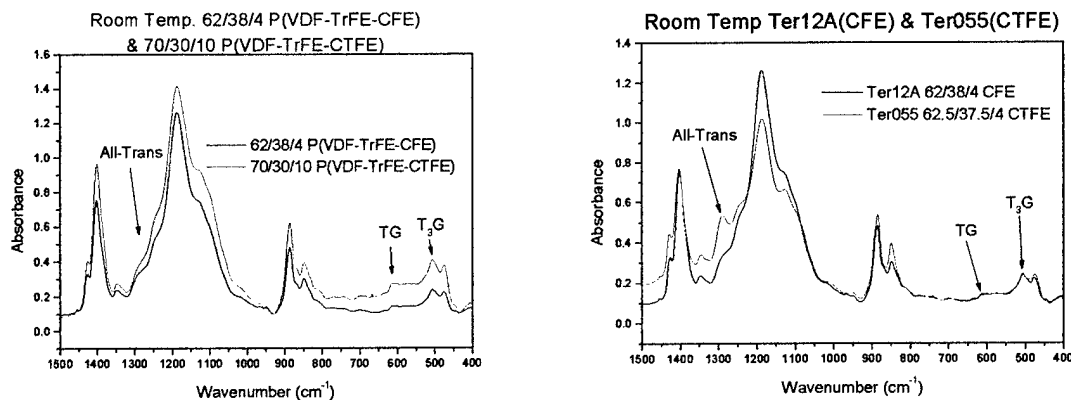 Room Temp. 62/38/4 P(VDF-TrFE-CFE)
& 70/30/10 P(VDF-TrFE-CTFE)
1.6
1.4
1.2
1.0
0.8
0.6
0.4
0.2
0.0
Absorbance
All-Trans
62/38/4 P(VDF-TrFE-CFE)
70/30/10 P(VDF-TrFE-CTFE)
TG
T₃G
1500 1400 1300 1200 1100 1000 900 800 700 600 500 400
Wavenumber (cm⁻¹)
Room Temp Ter12A(CFE) & Ter055(CTFE)
1.4
1.2
1.0
0.8
0.6
0.4
0.2
0.0
Absorbance
All-Trans
Ter12A 62/38/4 CFE
Ter055 62.5/37.5/4 CTFE
TG
T₃G
1500 1400 1300 1200 1100 1000 900 800 700 600 500 400
Wavenumber (cm⁻¹)